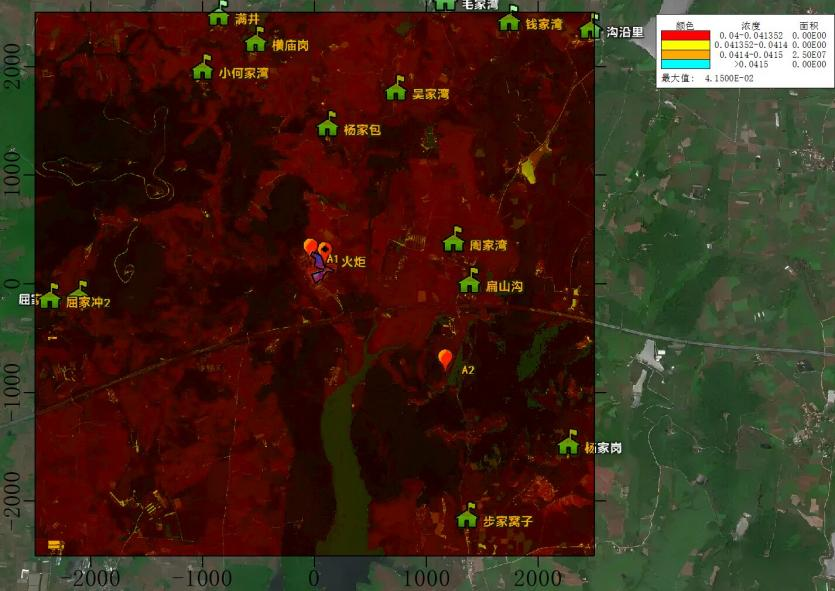 毛家湾
满井
钱家湾
沟沿里
横庙岗
小何家湾
吴家湾
杨家包
周家湾
A1 火炬
扁山沟
屈家冲2
A2
杨家岗
步家窝子
颜色 浓度 面积
0.04-0.041352 0.00E00
0.041352-0.0414 0.00E00
0.0414-0.0415 2.50E07
>0.0415 0.00E00
最大值: 4.1500E-02
2000
1000
0
-1000
-2000
-2000 -1000 0 1000 2000